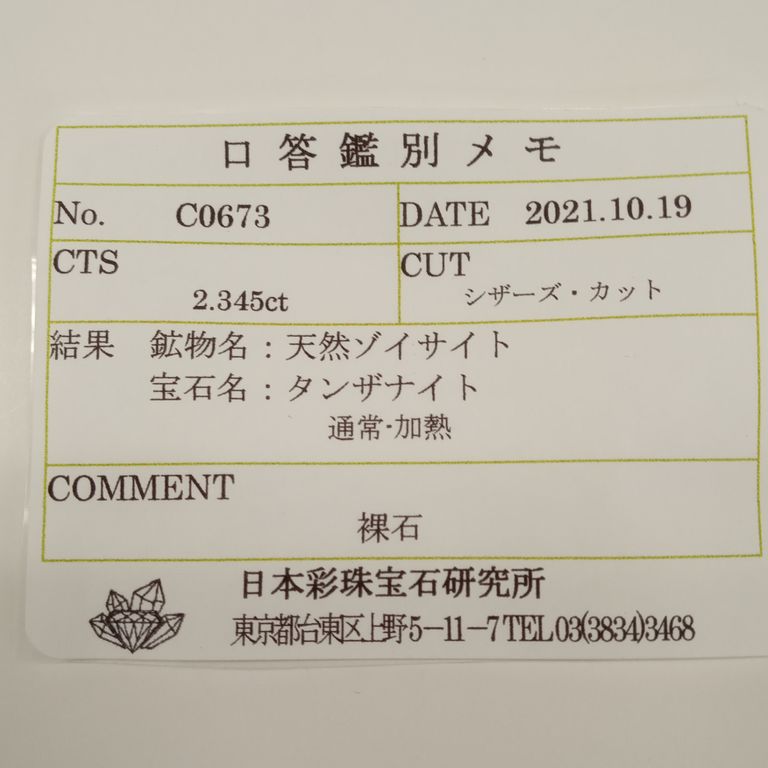 口答鑑別メモ
No. C0673 DATE 2021.10.19
CTS CUT
2.345ct シザーズ・カット
結果 鉱物名：天然ゾイサイト
宝石名：タンザナイト
通常・加熱
COMMENT
裸石
日本彩珠宝石研究所
東京都台東区上野5－11－7 TEL 03(3834)3468